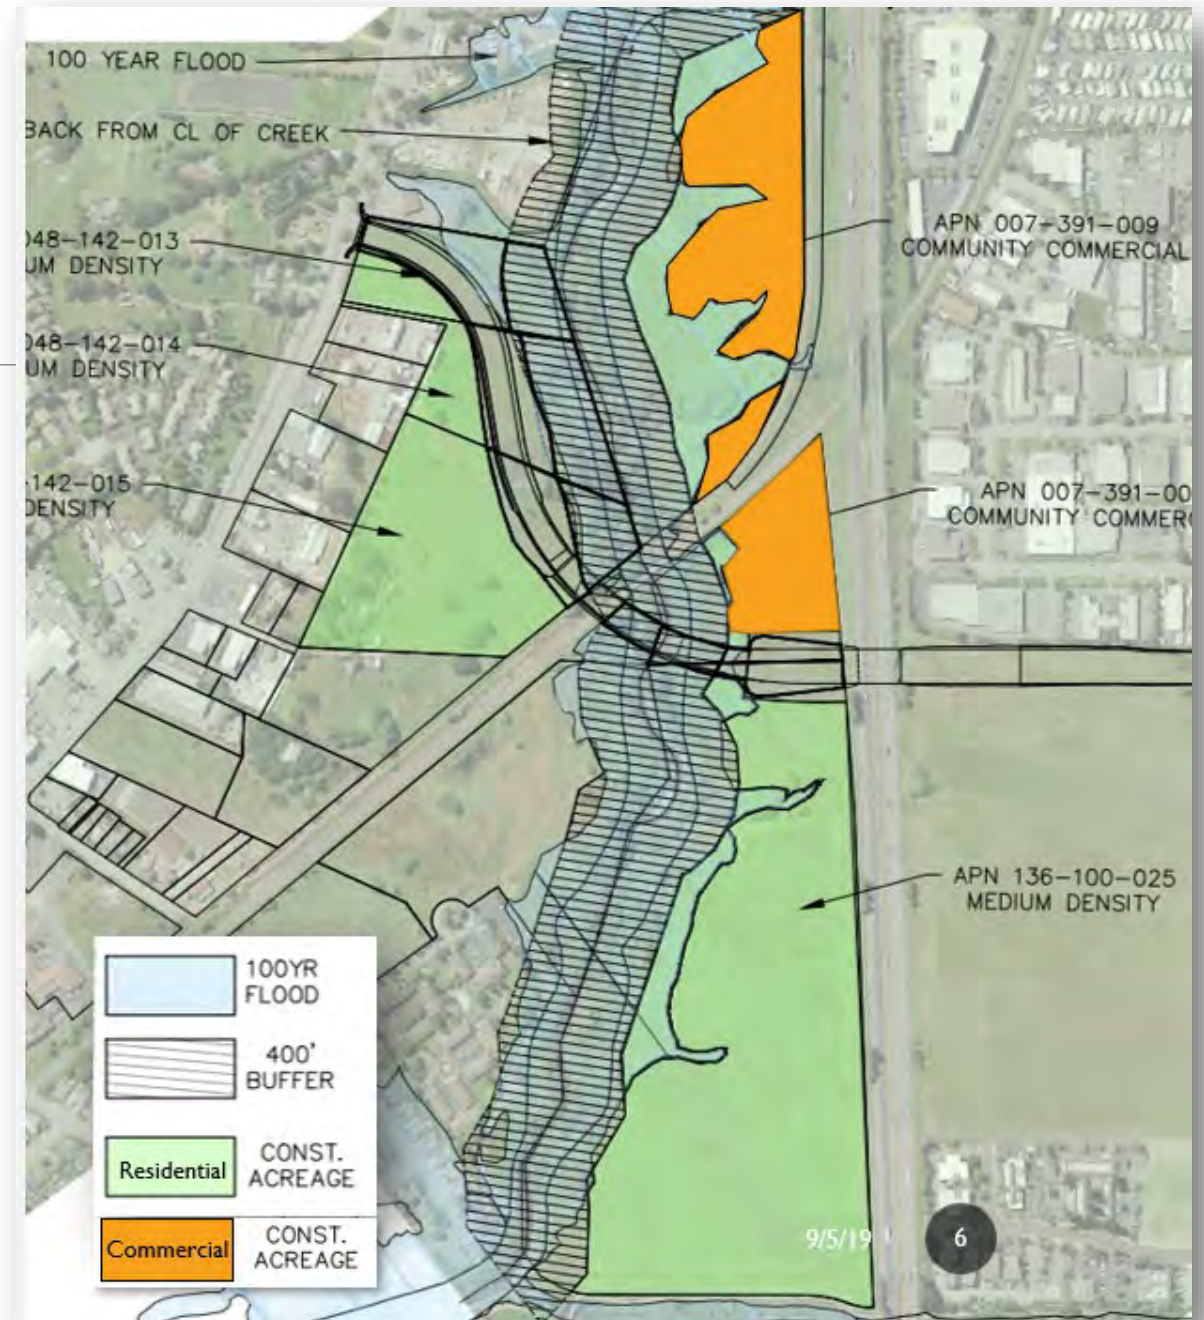 100 YEAR FLOOD
BACK FROM CL OF CREEK
048-142-013
UM DENSITY
APN 007-391-009
COMMUNITY COMMERCIAL
048-142-014
UM DENSITY
-142-015
DENSITY
APN 007-391-00
COMMUNITY COMMER
APN 136-100-025
MEDIUM DENSITY
100YR
FLOOD
400'
BUFFER
Residential
CONST.
ACREAGE
Commercial
CONST.
ACREAGE
9/5/19
6